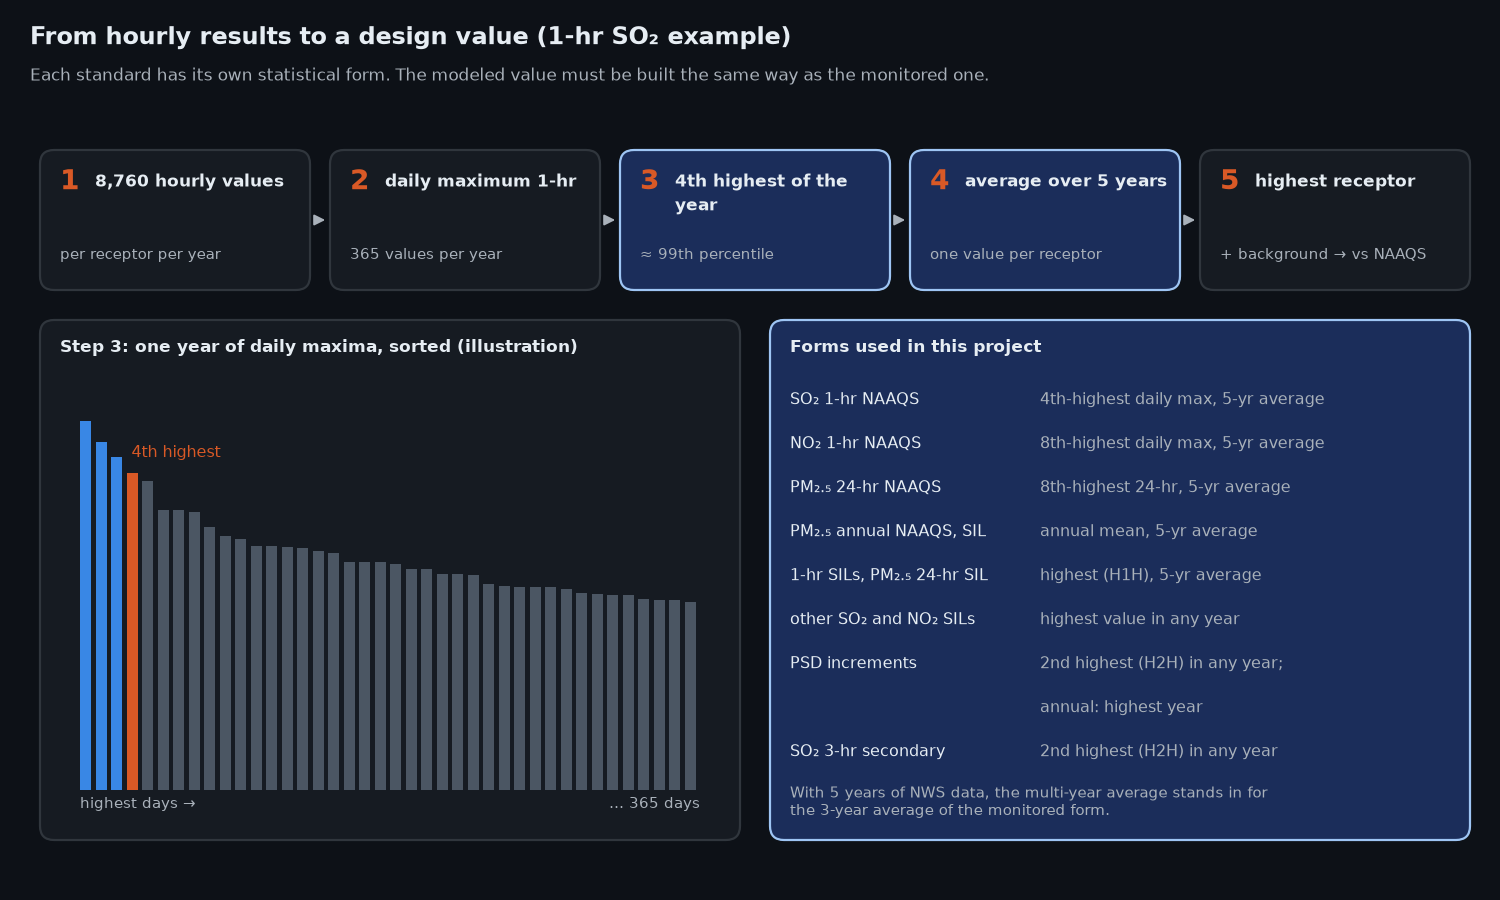 From hourly results to a design value (1-hr SO₂ example)
Each standard has its own statistical form. The modeled value must be built the same way as the monitored one.
1 8,760 hourly values
per receptor per year
2 daily maximum 1-hr
365 values per year
3 4th highest of the
year
≈ 99th percentile
4 average over 5 years
one value per receptor
5 highest receptor
+ background → vs NAAQS
Step 3: one year of daily maxima, sorted (illustration)
4th highest
highest days →
... 365 days
Forms used in this project
SO₂ 1-hr NAAQS 4th-highest daily max, 5-yr average
NO₂ 1-hr NAAQS 8th-highest daily max, 5-yr average
PM₂.₅ 24-hr NAAQS 8th-highest 24-hr, 5-yr average
PM₂.₅ annual NAAQS, SIL annual mean, 5-yr average
1-hr SILs, PM₂.₅ 24-hr SIL highest (H1H), 5-yr average
other SO₂ and NO₂ SILs highest value in any year
PSD increments 2nd highest (H2H) in any year;
annual: highest year
SO₂ 3-hr secondary 2nd highest (H2H) in any year
With 5 years of NWS data, the multi-year average stands in for
the 3-year average of the monitored form.